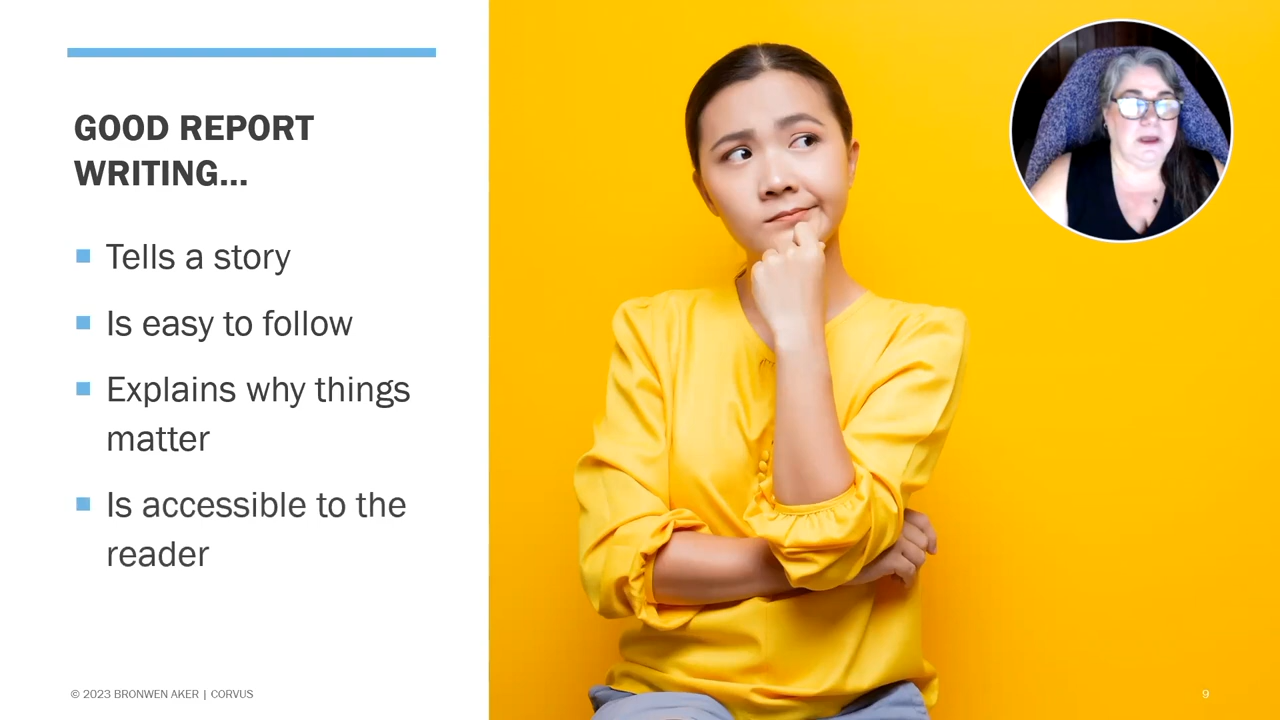 GOOD REPORT
WRITING...
Tells a story
Is easy to follow
Explains why things
matter
Is accessible to the
reader
© 2023 BRONWEN AKER | CORVUS
9